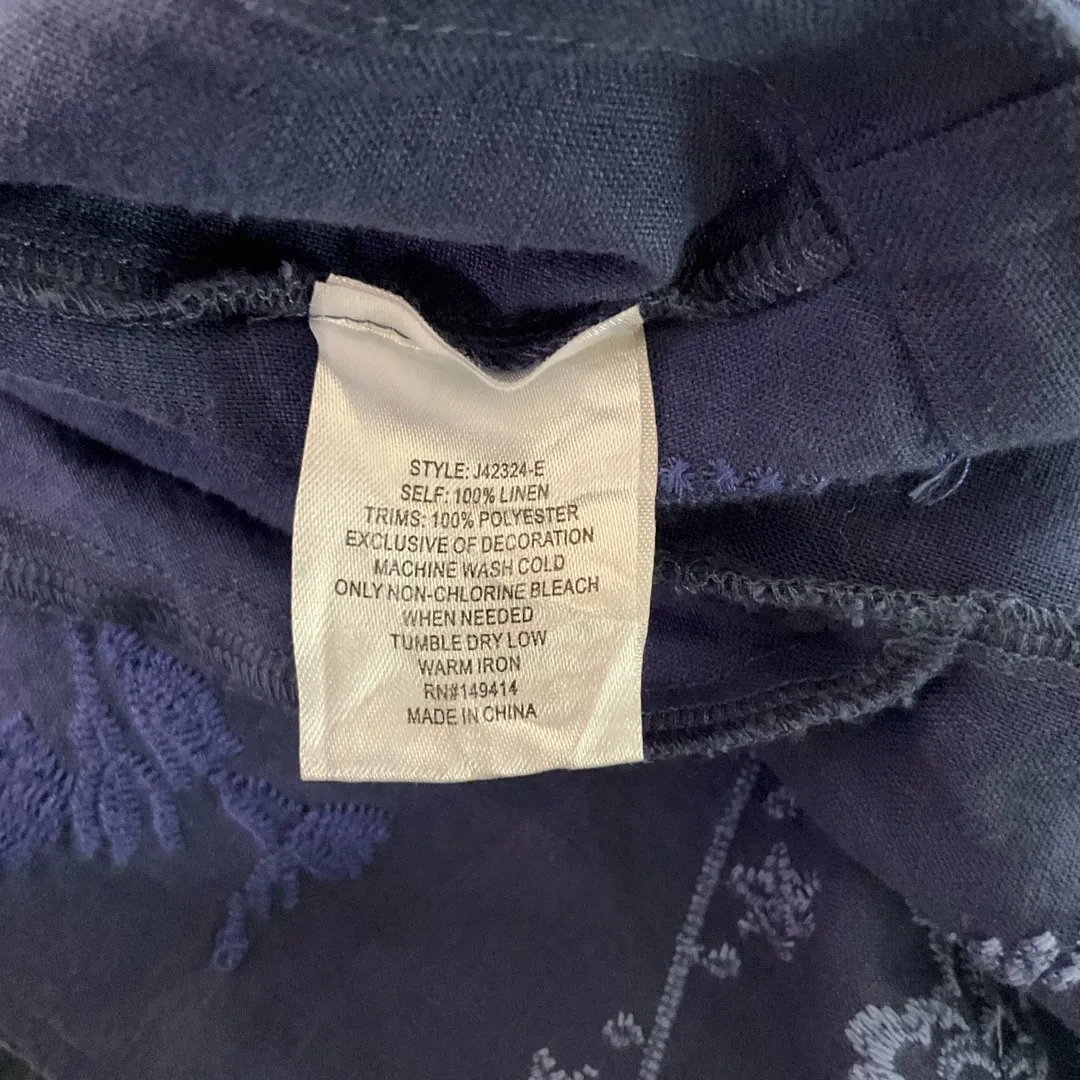 STYLE: J42324-E
SELF: 100% LINEN
TRIMS: 100% POLYESTER
EXCLUSIVE OF DECORATION
MACHINE WASH COLD
ONLY NON-CHLORINE BLEACH
WHEN NEEDED
TUMBLE DRY LOW
WARM IRON
RN#149414
MADE IN CHINA